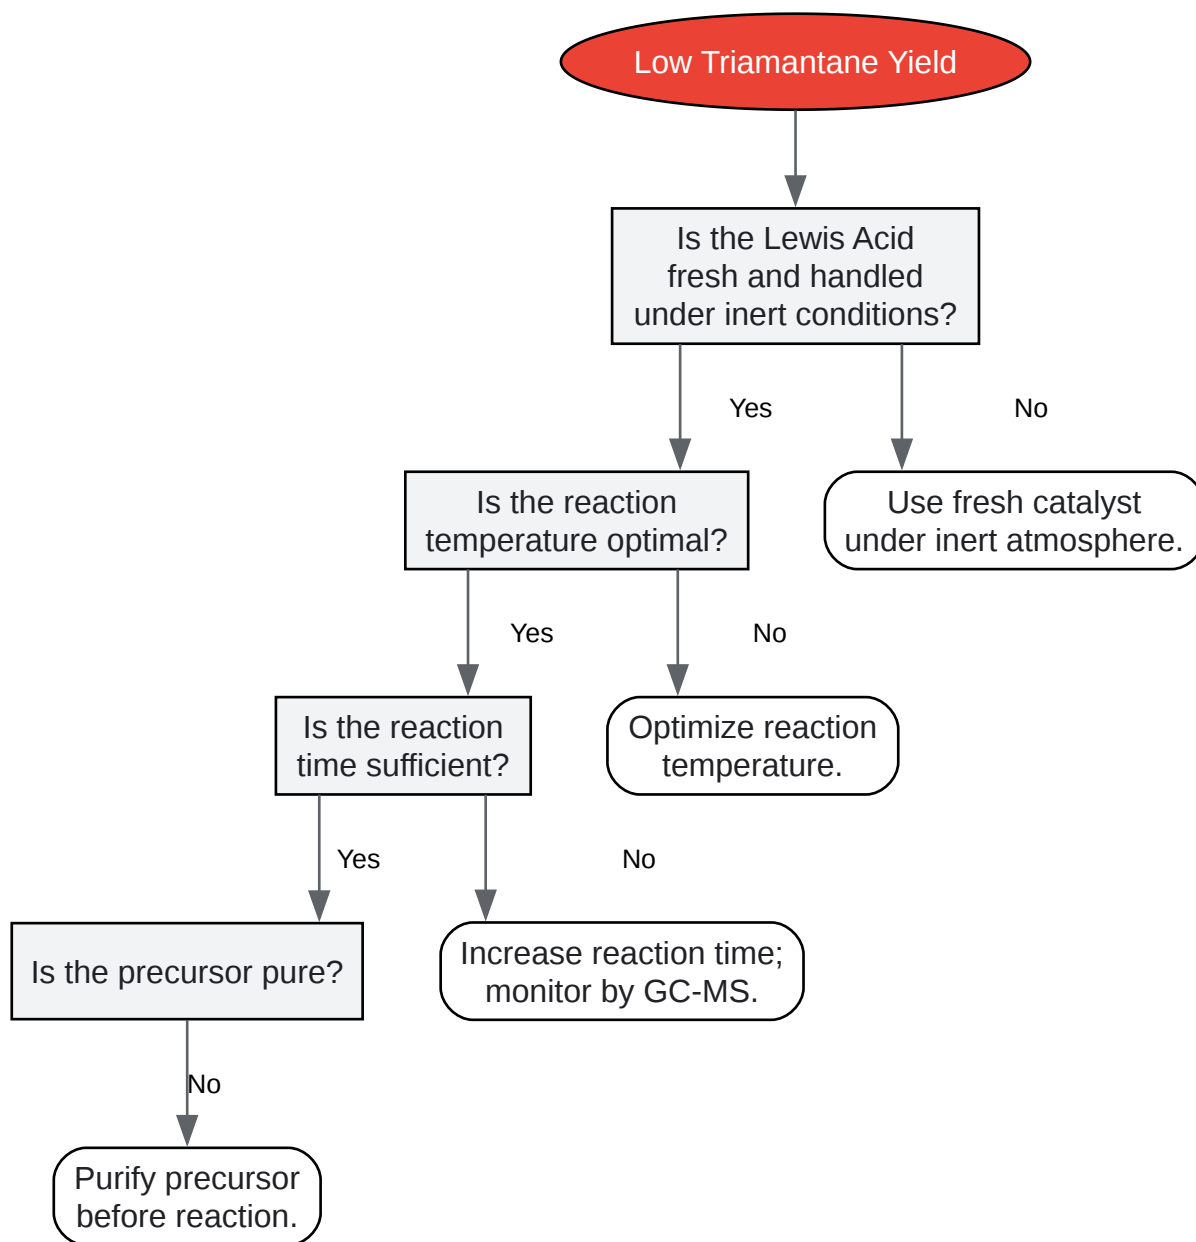 Low Triamantane Yield
Is the Lewis Acid
fresh and handled
under inert conditions?
Yes
No
Is the reaction
temperature optimal?
Use fresh catalyst
under inert atmosphere.
Yes
No
Is the reaction
time sufficient?
Optimize reaction
temperature.
Yes
No
Is the precursor pure?
Increase reaction time;
monitor by GC-MS.
No
Purify precursor
before reaction.